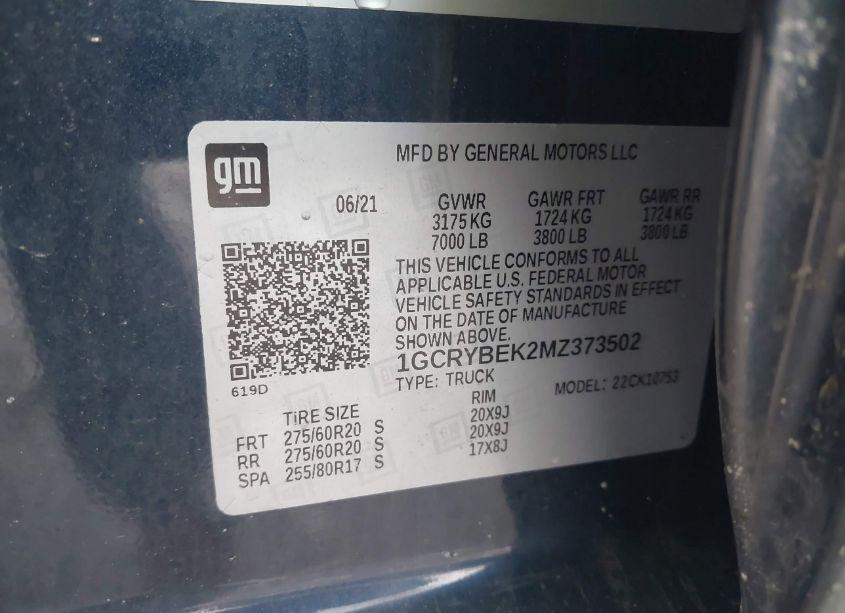 gm
MFD BY GENERAL MOTORS LLC
06/21
GVWR GAWR FRT GAWR RR
3175 KG 1724 KG 1724 KG
7000 LB 3800 LB 3800 LB
THIS VEHICLE CONFORMS TO ALL
APPLICABLE U.S. FEDERAL MOTOR
VEHICLE SAFETY STANDARDS IN EFFECT
ON THE DATE OF MANUFACTURE
SHOWN ABOVE.
1GCRYBEK2MZ373502
TYPE: TRUCK MODEL: 22CK10753
619D
TIRE SIZE RIM
FRT 275/60R20 S 20X9J
RR 275/60R20 S 20X9J
SPA 255/80R17 S 17X8J